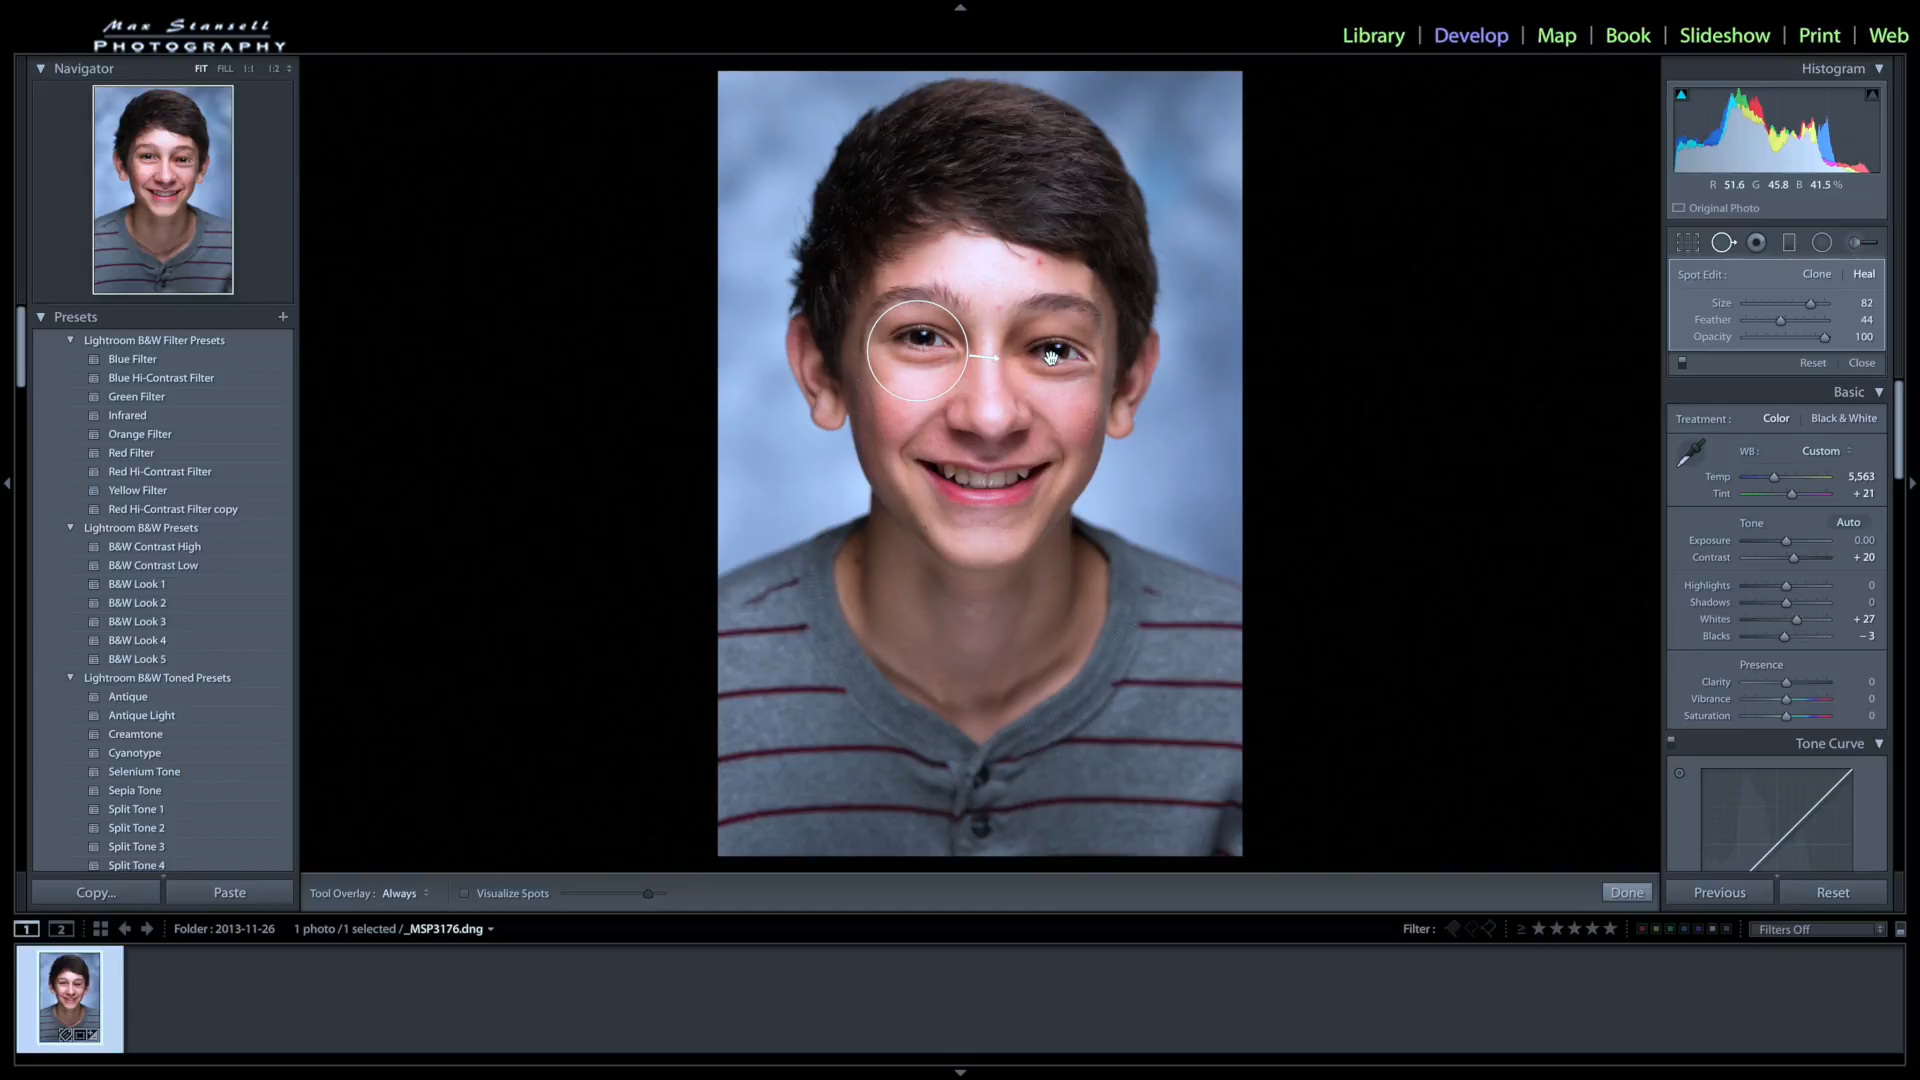 Max Stansell
PHOTOGRAPHY
Library | Develop | Map | Book | Slideshow | Print | Web
Navigator FIT FILL 1:1 1:2
Presets +
Lightroom B&W Filter Presets
Blue Filter
Blue Hi-Contrast Filter
Green Filter
Infrared
Orange Filter
Red Filter
Red Hi-Contrast Filter
Yellow Filter
Red Hi-Contrast Filter copy
Lightroom B&W Presets
B&W Contrast High
B&W Contrast Low
B&W Look 1
B&W Look 2
B&W Look 3
B&W Look 4
B&W Look 5
Lightroom B&W Toned Presets
Antique
Antique Light
Creamtone
Cyanotype
Selenium Tone
Sepia Tone
Split Tone 1
Split Tone 2
Split Tone 3
Split Tone 4
Copy... Paste
Tool Overlay : Always Visualize Spots Done
Histogram
R 51.6 G 45.8 B 41.5 %
Original Photo
Spot Edit : Clone | Heal
Size 82
Feather 44
Opacity 100
Reset Close
Basic
Treatment : Color | Black & White
WB : Custom
Temp 5,563
Tint + 21
Tone Auto
Exposure 0.00
Contrast + 20
Highlights 0
Shadows 0
Whites + 27
Blacks – 3
Presence
Clarity 0
Vibrance 0
Saturation 0
Tone Curve
Previous Reset
1 2 Folder : 2013-11-26 1 photo /1 selected /_MSP3176.dng Filter : ≥ ★★★★★ Filters Off